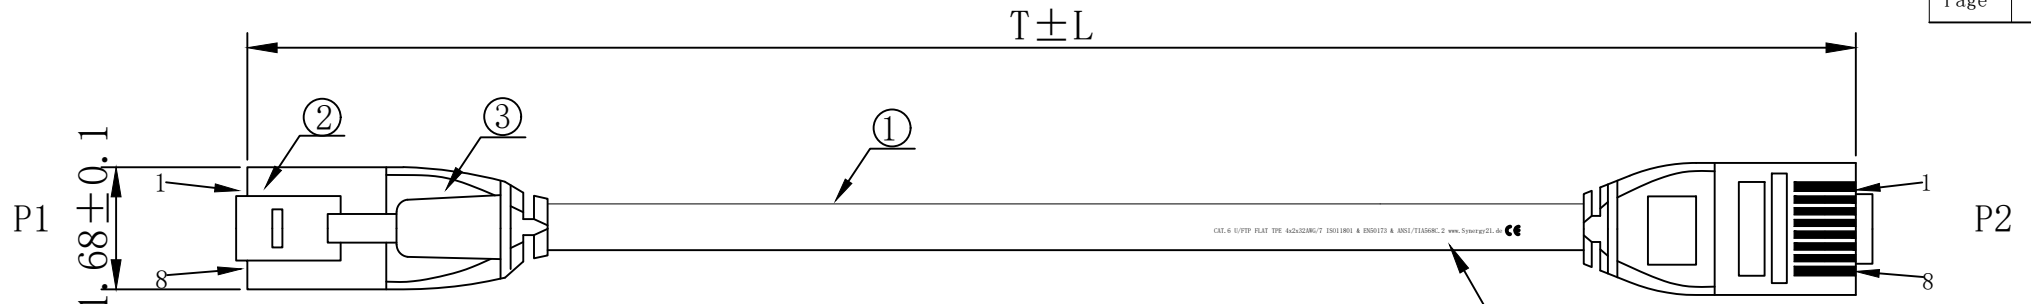 Page
T±L
②
③
①
1
1
P1
1.68±0.1
P2
CAT.6 U/FTP FLAT TPE 4x2x32AWG/7 ISO11801 & EN50173 & ANSI/TIA568C.2 www.Synergy21.de CE
8
8